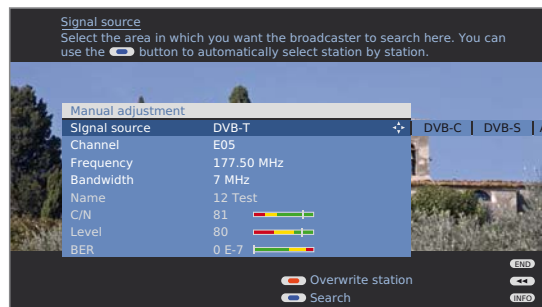 Signal source
Select the area in which you want the broadcaster to search here. You can
use the button to automatically select station by station.
Manual adjustment
SIgnal source DVB-T DVB-C DVB-S
Channel E05
Frequency 177.50 MHz
Bandwidth 7 MHz
Name 12 Test
C/N 81
Level 80
BER 0 E-7
END
Overwrite station
Search INFO